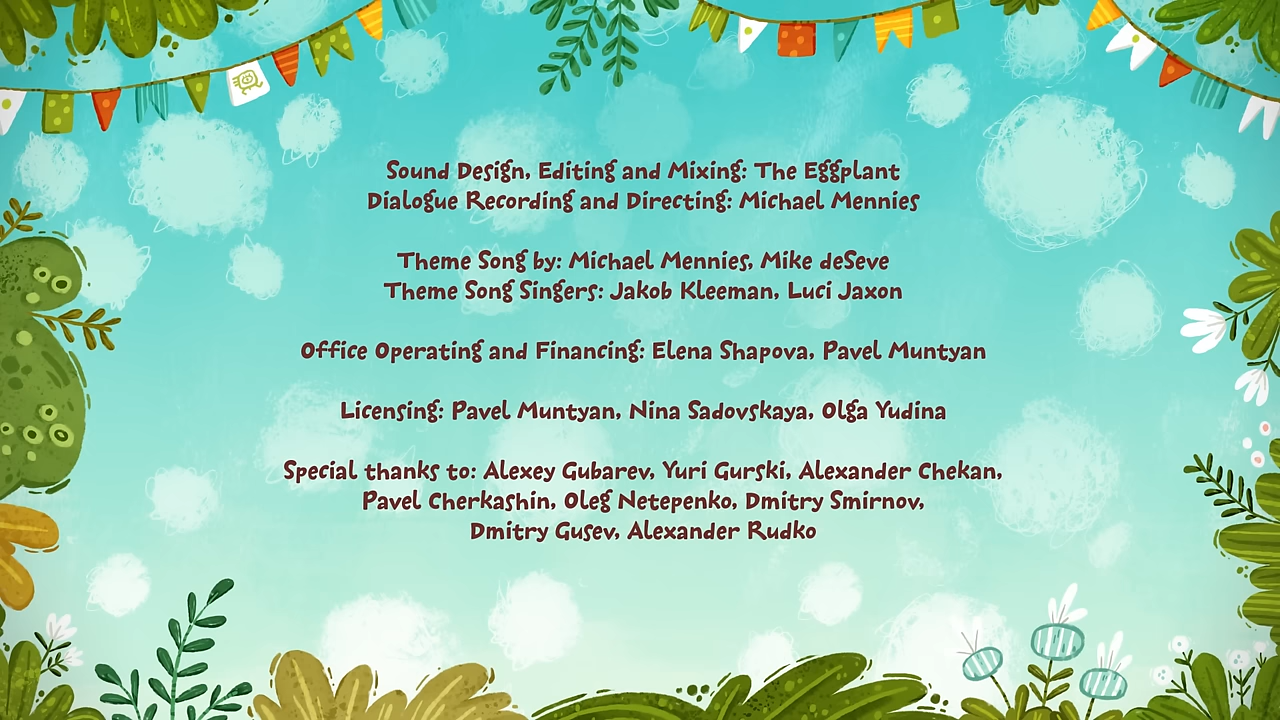 Sound Design, Editing and Mixing: The Eggplant
Dialogue Recording and Directing: Michael Mennies
Theme Song by: Michael Mennies, Mike deSeve
Theme Song Singers: Jakob Kleeman, Luci Jaxon
Office Operating and Financing: Elena Shapova, Pavel Muntyan
Licensing: Pavel Muntyan, Nina Sadovskaya, Olga Yudina
Special thanks to: Alexey Gubarev, Yuri Gurski, Alexander Chekan,
Pavel Cherkashin, Oleg Netepenko, Dmitry Smirnov,
Dmitry Gusev, Alexander Rudko